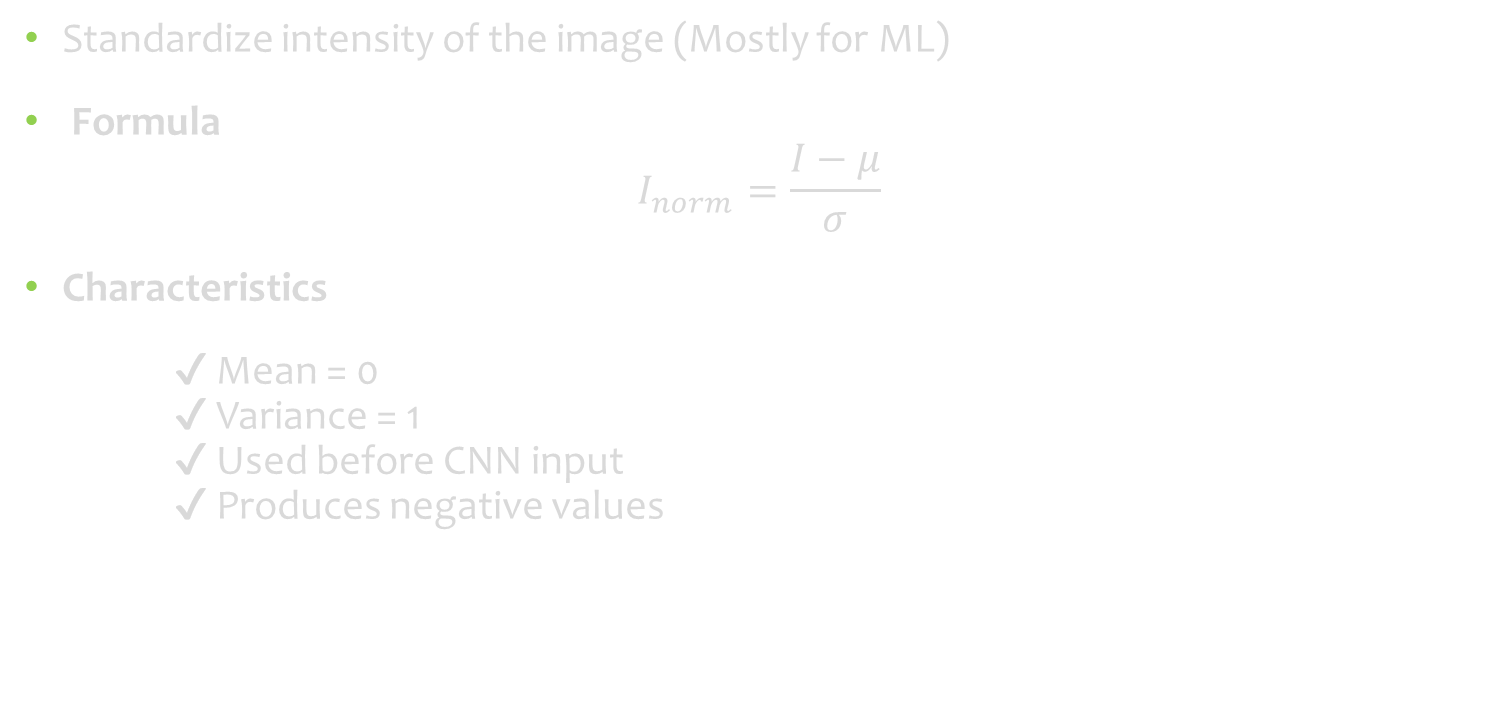 • Standardize intensity of the image (Mostly for ML)
• Formula
I_norm = (I − μ) / σ
• Characteristics
✓ Mean = 0
✓ Variance = 1
✓ Used before CNN input
✓ Produces negative values